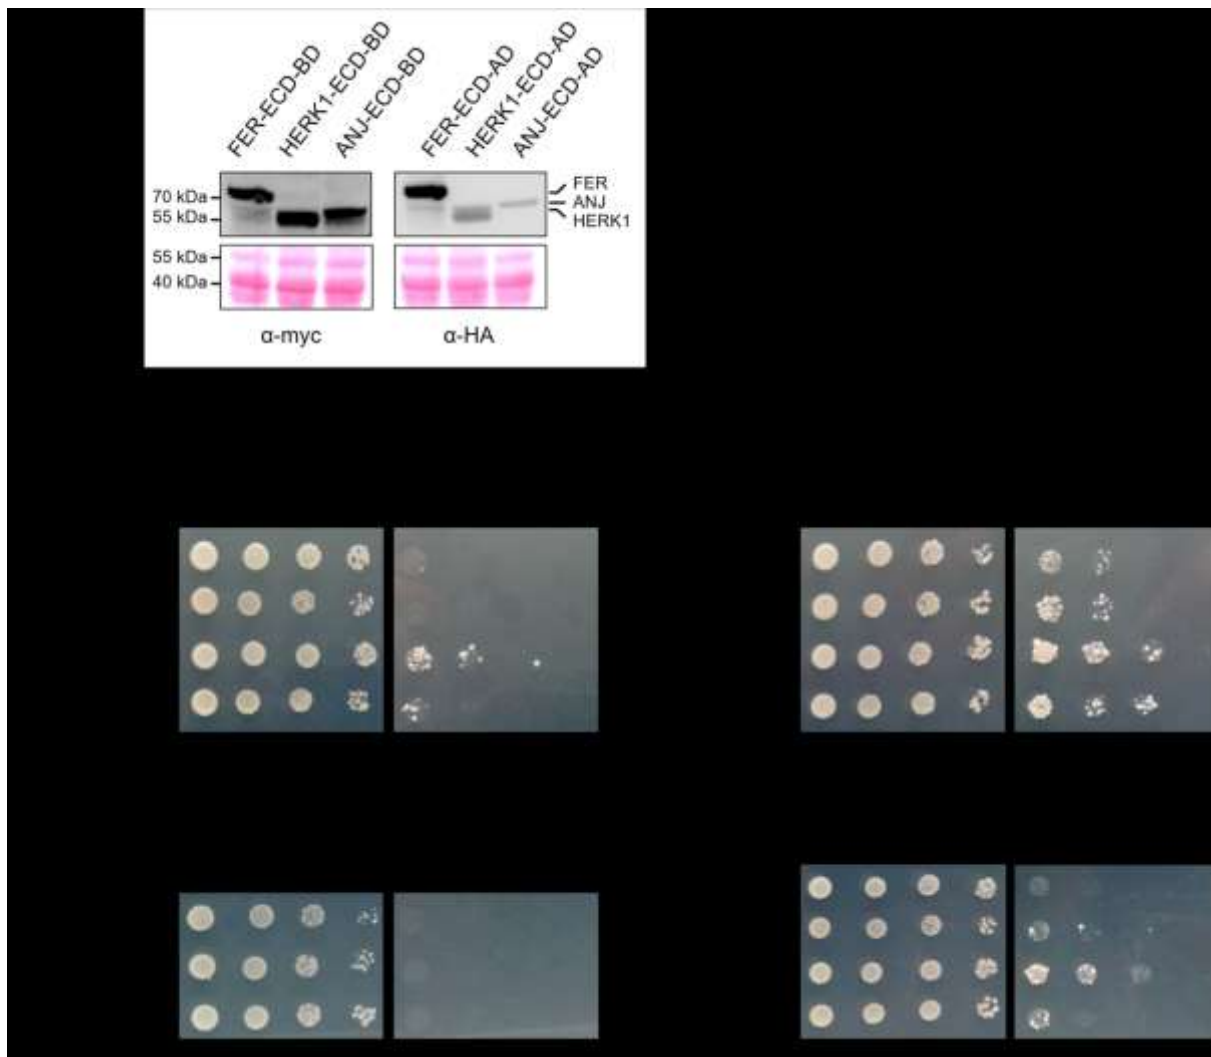 FER-ECD-BD
HERK1-ECD-BD
ANJ-ECD-BD
FER-ECD-AD
HERK1-ECD-AD
ANJ-ECD-AD
70 kDa
55 kDa
FER
ANJ
HERK1
55 kDa
40 kDa
α-myc
α-HA